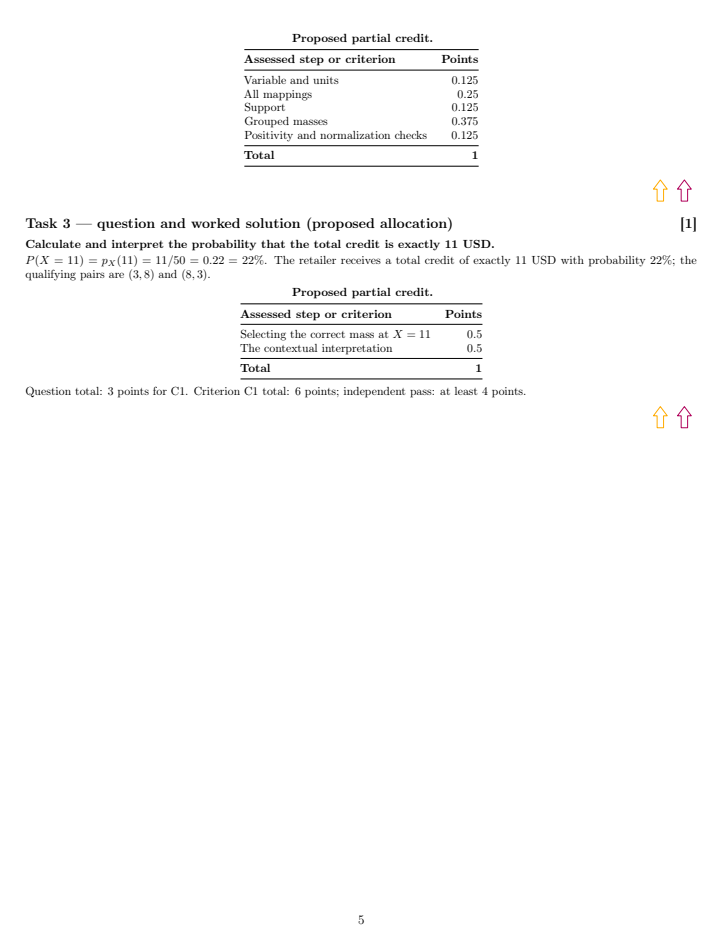 Proposed partial credit.
Assessed step or criterion Points
Variable and units 0.125
All mappings 0.25
Support 0.125
Grouped masses 0.375
Positivity and normalization checks 0.125
Total 1
Task 3 — question and worked solution (proposed allocation) [1]
Calculate and interpret the probability that the total credit is exactly 11 USD.
P(X = 11) = p_X(11) = 11/50 = 0.22 = 22%. The retailer receives a total credit of exactly 11 USD with probability 22%; the
qualifying pairs are (3, 8) and (8, 3).
Proposed partial credit.
Assessed step or criterion Points
Selecting the correct mass at X = 11 0.5
The contextual interpretation 0.5
Total 1
Question total: 3 points for C1. Criterion C1 total: 6 points; independent pass: at least 4 points.
5